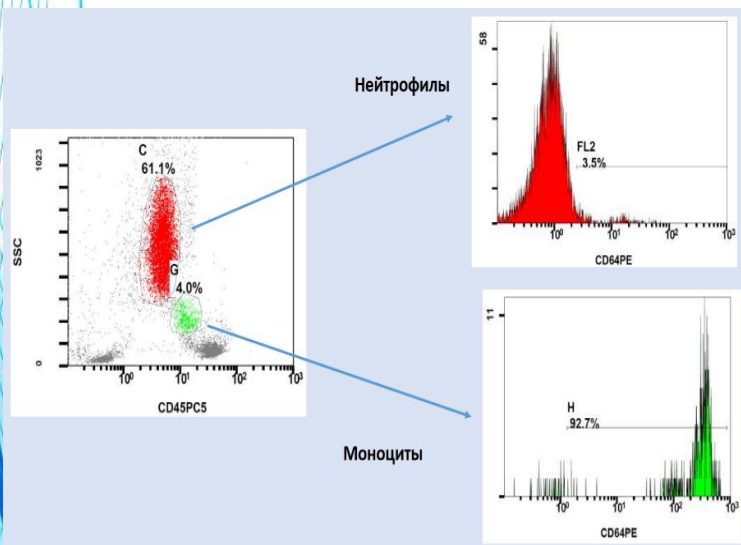 Нейтрофилы
58
FL2
3.5%
10⁰ 10¹ 10² 10³
CD64PE
1023
C
61.1%
SSC
G
4.0%
0
10⁰ 10¹ 10² 10³
CD45PC5
Моноциты
11
H
92.7%
10⁰ 10¹ 10² 10³
CD64PE